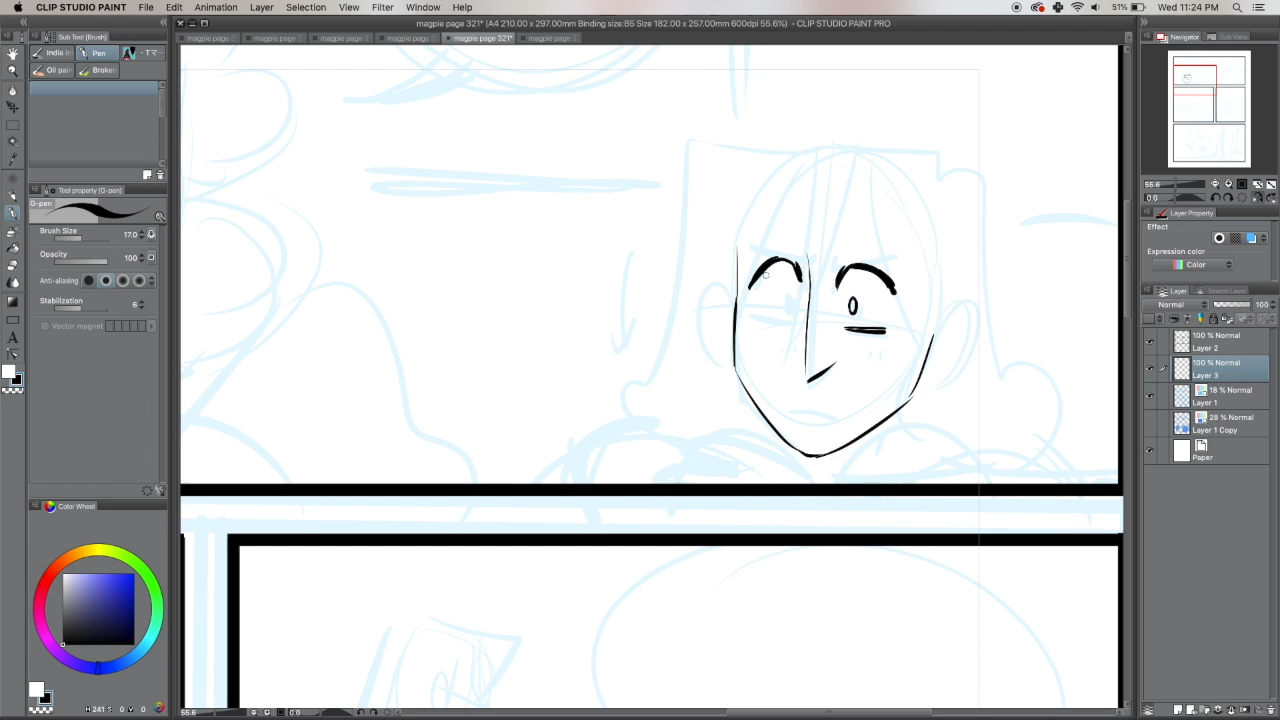 CLIP STUDIO PAINT File Edit Animation Layer Selection View Filter Window Help 51% Wed 11:24 PM
magpie page 321* (A4 210.00 x 297.00mm Binding size:B5 Size 182.00 x 257.00mm 600dpi 55.6%) - CLIP STUDIO PAINT PRO
Sub Tool (Brush)
magpie page 3 magpie page magpie page 3 magpie page 3 magpie page 321* magpie page
Navigator Sub View
India in Pen
Oil pain Broken
Tool property (G-pen)
G-pen
Brush Size 17.0
Opacity 100
Anti-aliasing
Stabilization 6
Vector magnet
Color Wheel
H 241 S 0 V 0
55.6
0.0
Layer Property
Effect
Expression color
Color
Layer Search Layer
Normal 100
100 % Normal
Layer 2
100 % Normal
Layer 3
18 % Normal
Layer 1
28 % Normal
Layer 1 Copy
Paper
55.6 0.0